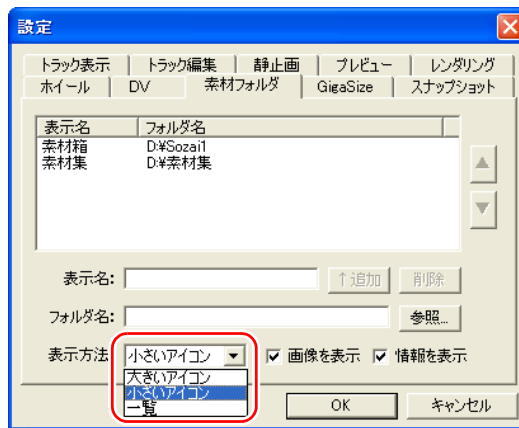 設定
トラック表示 トラック編集 静止画 プレビュー レンダリング
ホイール DV 素材フォルダ GigaSize スナップショット
表示名 フォルダ名
素材箱 D:¥Sozai1
素材集 D:¥素材集
表示名: ↑追加 削除
フォルダ名: 参照...
表示方法 小さいアイコン 画像を表示 情報を表示
大きいアイコン
小さいアイコン
一覧
OK キャンセル